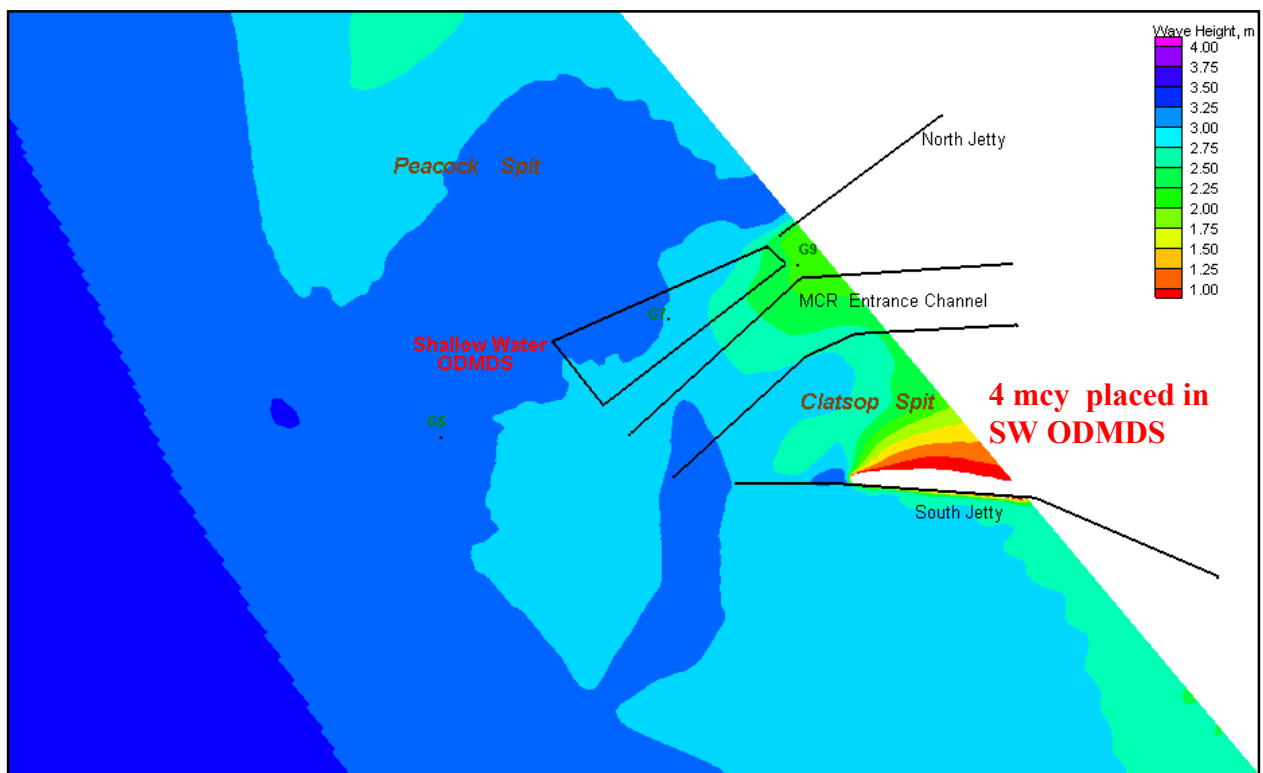 Wave Height, m
4.00
3.75
3.50
3.25
3.00
2.50
2.25
2.00
1.75
1.50
1.25
1.00
North Jetty
Peacock Spit
G9
MCR Entrance Channel
G7
Shallow Water
ODMDS
Clatsop Spit
4 mcy placed in
SW ODMDS
G5
South Jetty